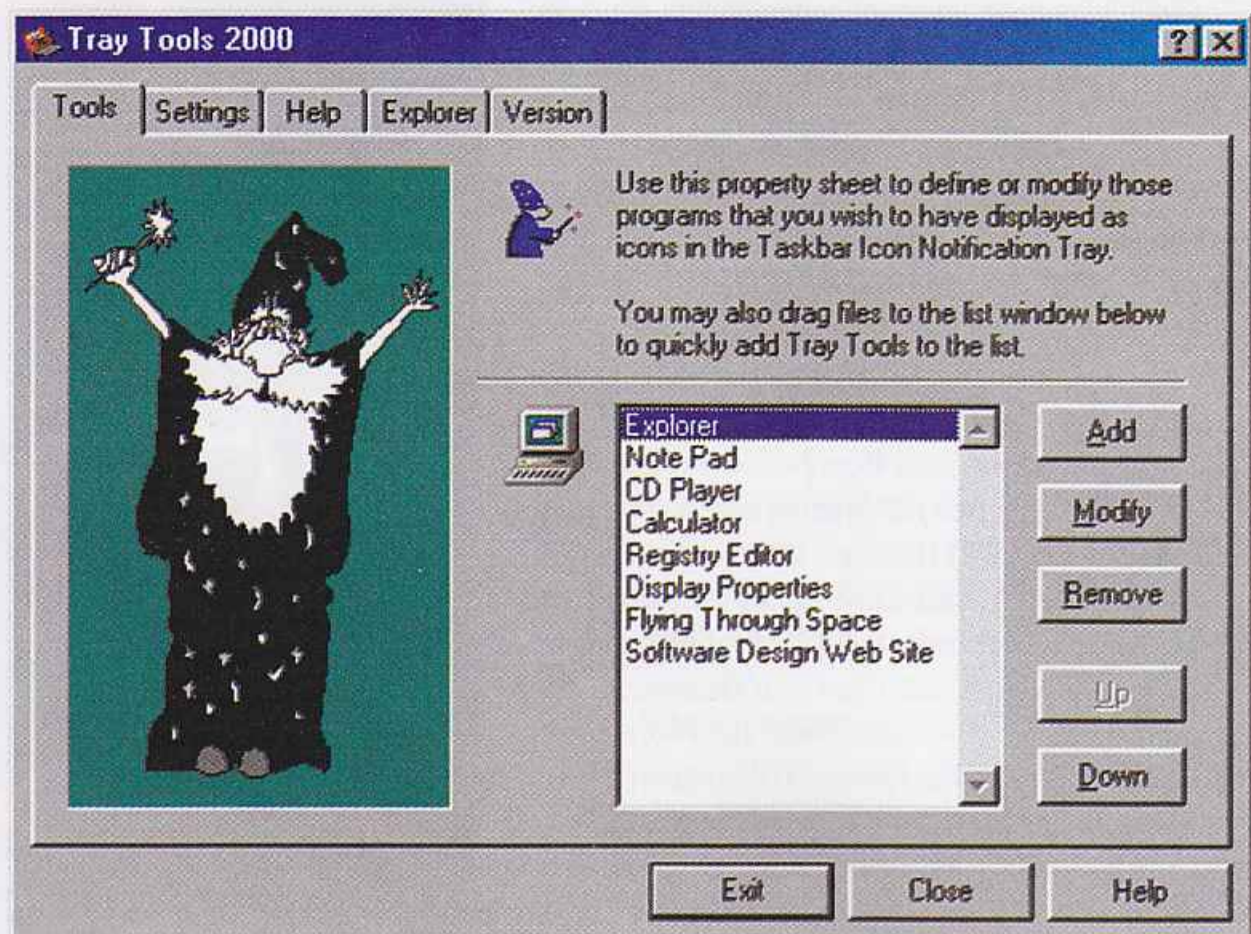 Tray Tools 2000
? X
Tools Settings Help Explorer Version
Use this property sheet to define or modify those
programs that you wish to have displayed as
icons in the Taskbar Icon Notification Tray.
You may also drag files to the list window below
to quickly add Tray Tools to the list.
Explorer
Note Pad
CD Player
Calculator
Registry Editor
Display Properties
Flying Through Space
Software Design Web Site
Add
Modify
Remove
Up
Down
Exit Close Help